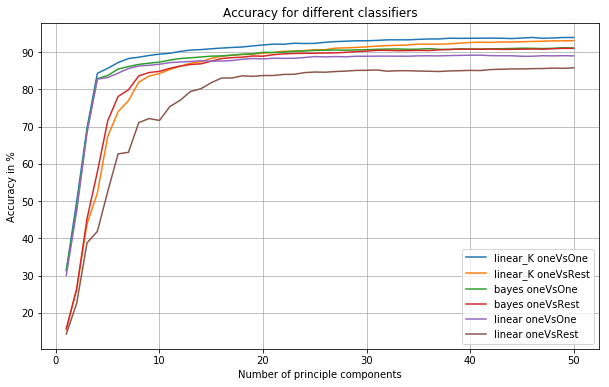 Accuracy for different classifiers
Accuracy in %
90
80
70
60
50
40
30
20
0
10
20
30
40
50
Number of principle components
linear_K oneVsOne
linear_K oneVsRest
bayes oneVsOne
bayes oneVsRest
linear oneVsOne
linear oneVsRest